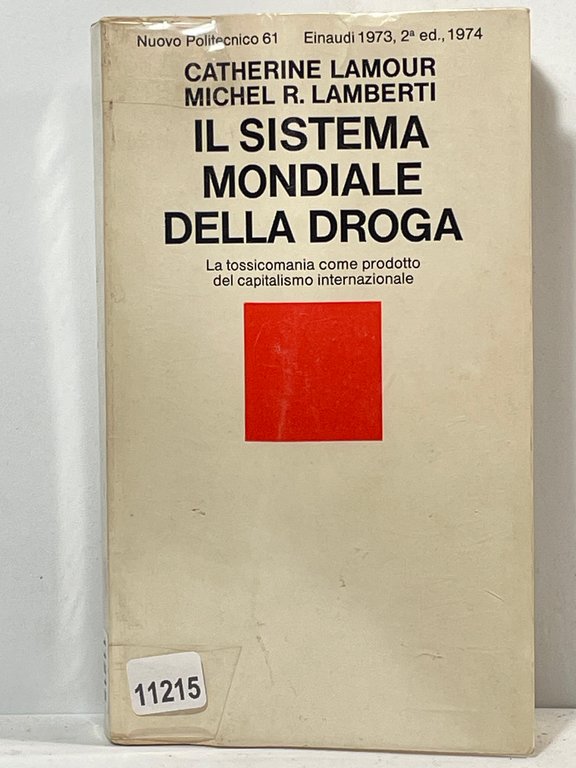 Nuovo Politecnico 61 Einaudi 1973, 2ª ed., 1974
CATHERINE LAMOUR
MICHEL R. LAMBERTI
IL SISTEMA
MONDIALE
DELLA DROGA
La tossicomania come prodotto
del capitalismo internazionale
11215